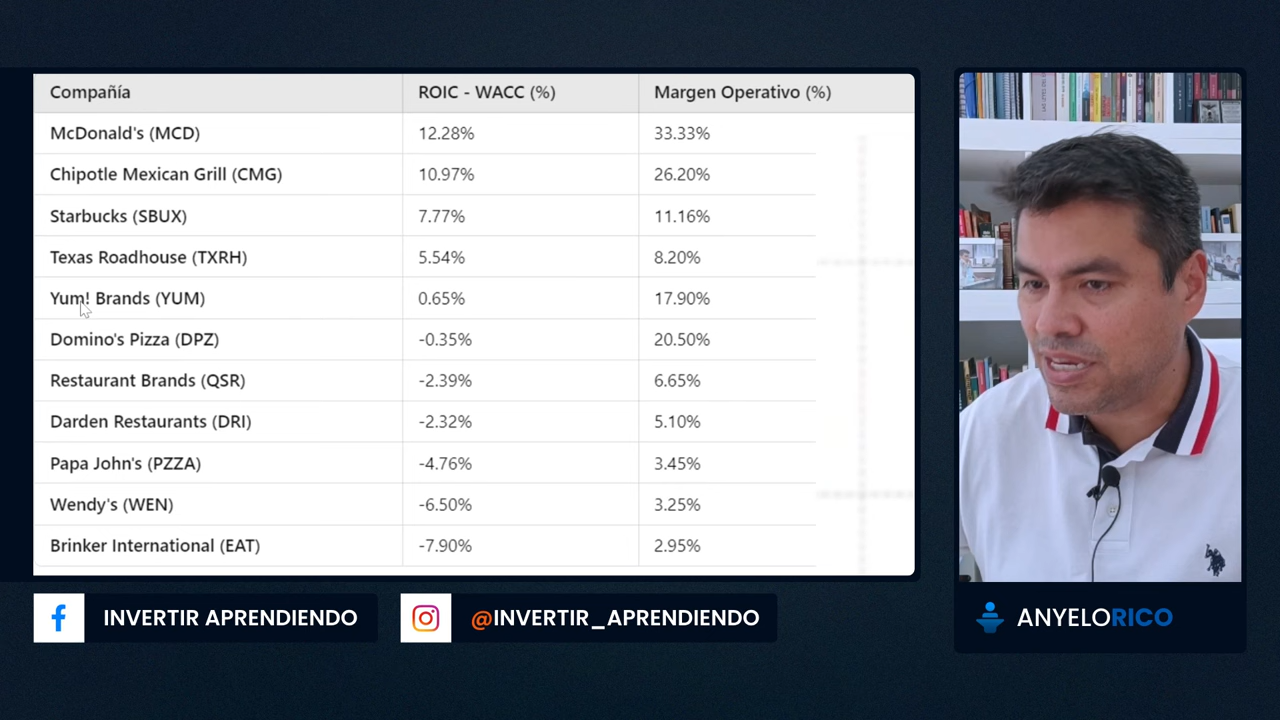 Compañía ROIC - WACC (%) Margen Operativo (%)
McDonald's (MCD) 12.28% 33.33%
Chipotle Mexican Grill (CMG) 10.97% 26.20%
Starbucks (SBUX) 7.77% 11.16%
Texas Roadhouse (TXRH) 5.54% 8.20%
Yum! Brands (YUM) 0.65% 17.90%
Domino's Pizza (DPZ) -0.35% 20.50%
Restaurant Brands (QSR) -2.39% 6.65%
Darden Restaurants (DRI) -2.32% 5.10%
Papa John's (PZZA) -4.76% 3.45%
Wendy's (WEN) -6.50% 3.25%
Brinker International (EAT) -7.90% 2.95%
INVERTIR APRENDIENDO
@INVERTIR_APRENDIENDO
ANYELORICO